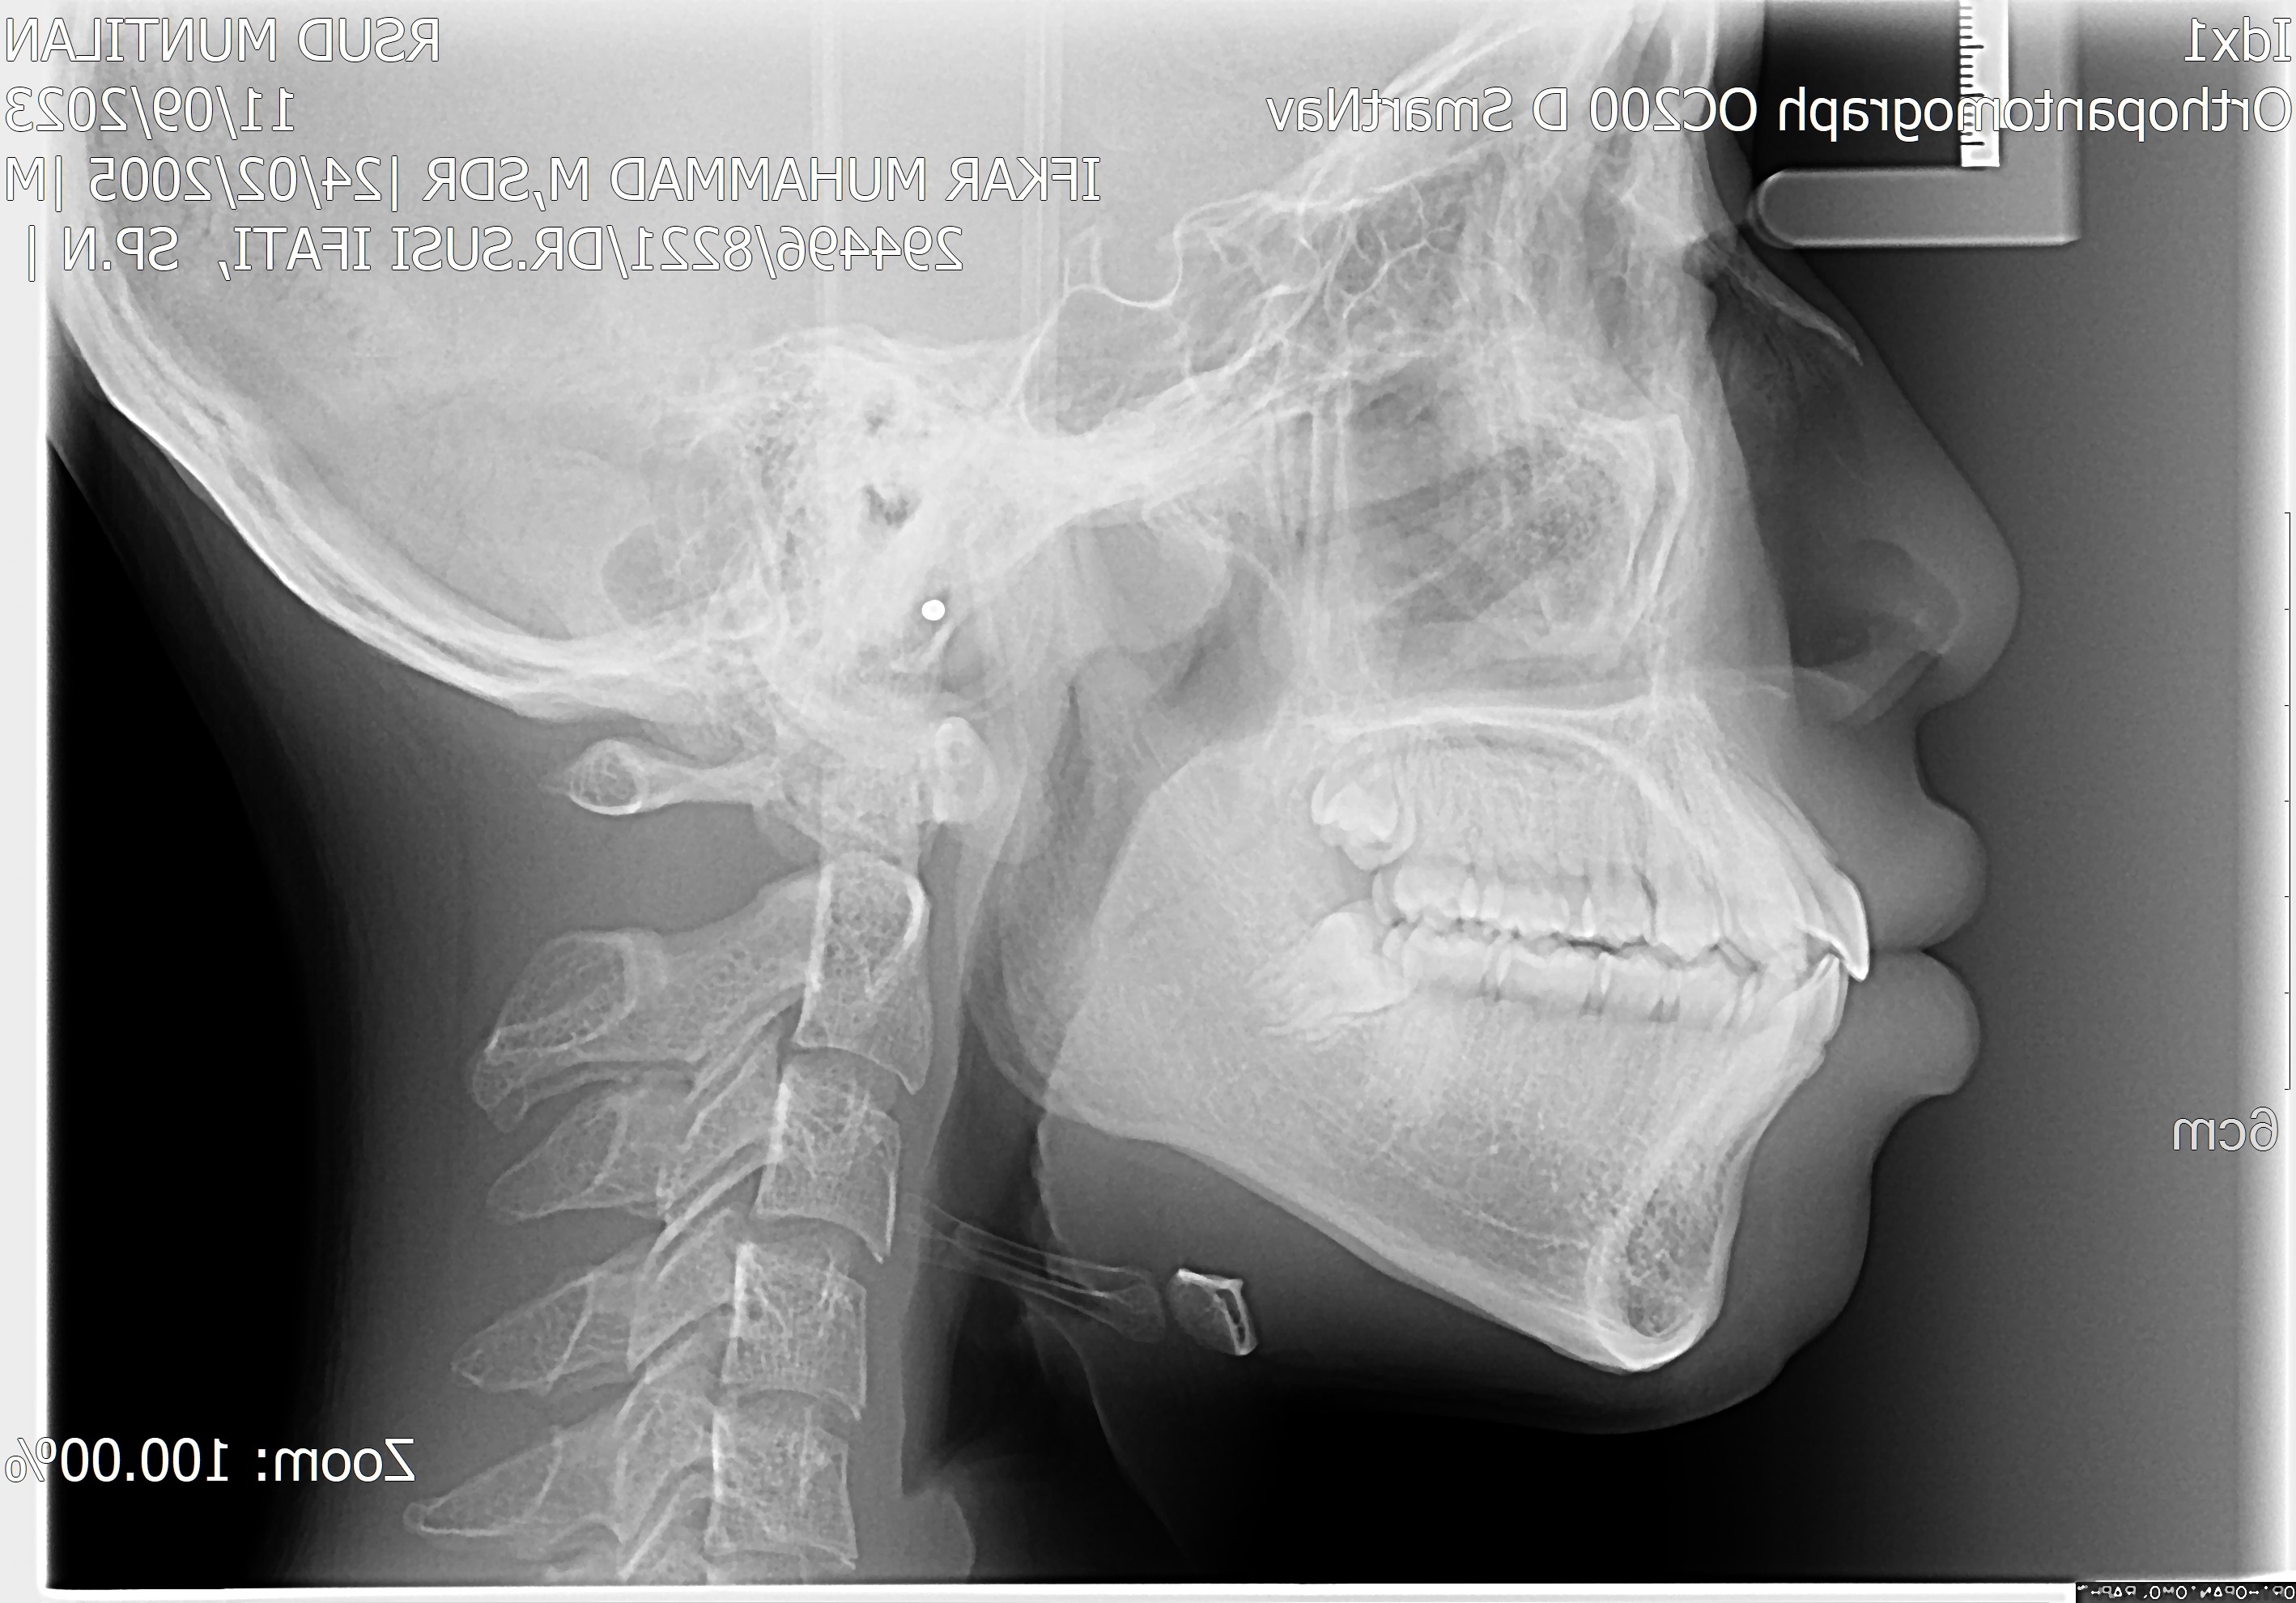 RSUD MUNTILAN
11/09/2023
IFKAR MUHAMMAD M,SDR |24/02/2005 |M
294496/8221/DR.SUSI IFATI, SP.N |
Idx1
Orthopantomograph OC200 D SmartNav
6cm
Zoom: 100.00%